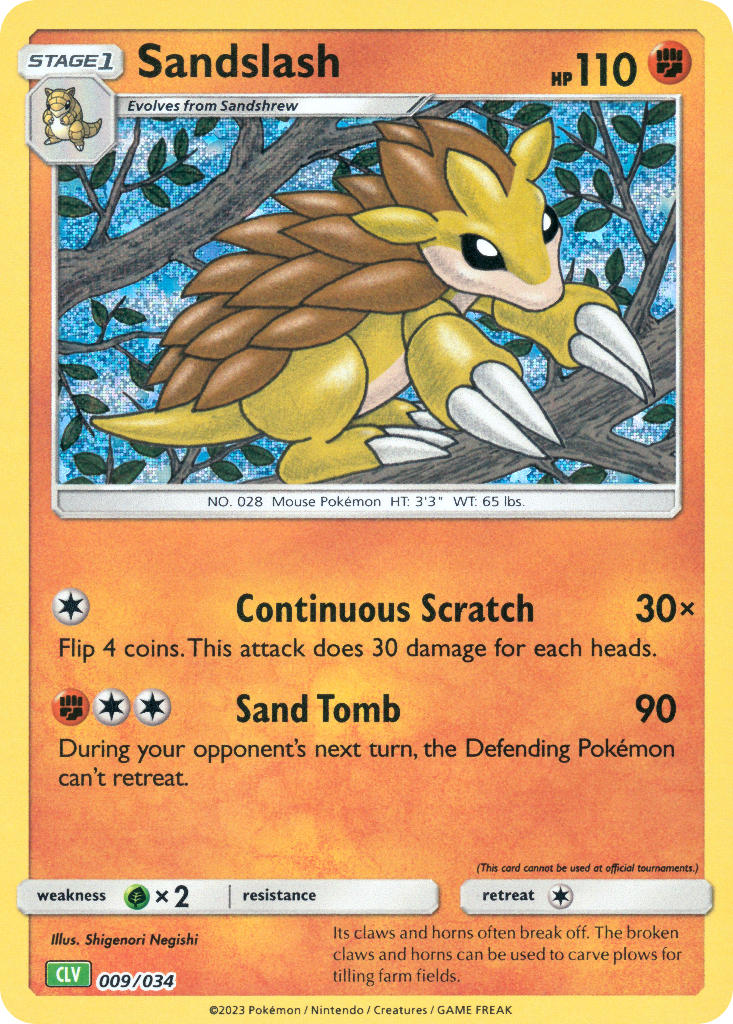 STAGE1 Sandslash HP 110
Evolves from Sandshrew
NO. 028 Mouse Pokémon HT: 3'3" WT: 65 lbs.
Continuous Scratch 30×
Flip 4 coins. This attack does 30 damage for each heads.
Sand Tomb 90
During your opponent's next turn, the Defending Pokémon
can't retreat.
(This card cannot be used at official tournaments.)
weakness ×2 resistance retreat
Illus. Shigenori Negishi
CLV 009/034
Its claws and horns often break off. The broken
claws and horns can be used to carve plows for
tilling farm fields.
©2023 Pokémon / Nintendo / Creatures / GAME FREAK